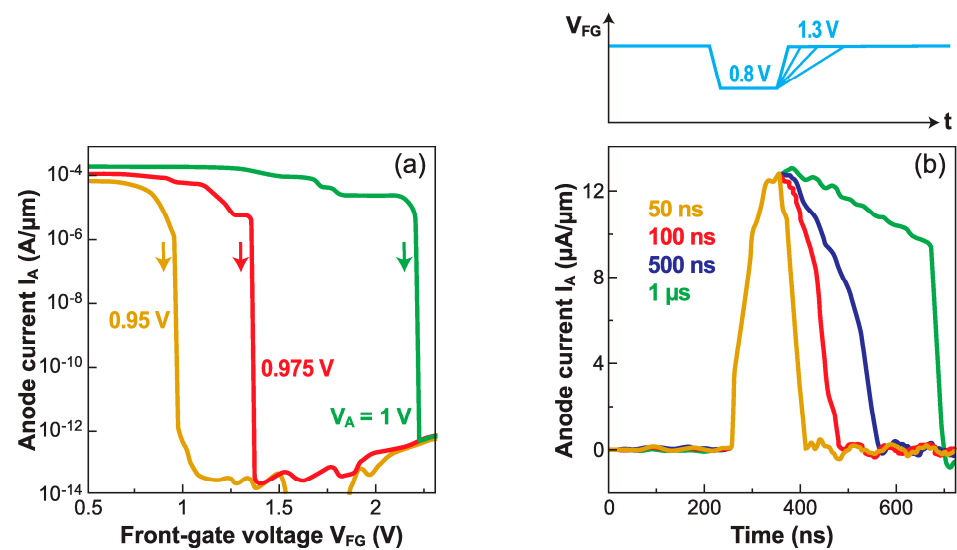 V_FG
1.3 V
0.8 V
t
(a)
Anode current I_A (A/µm)
10⁻⁴
10⁻⁶
10⁻⁸
10⁻¹⁰
10⁻¹²
10⁻¹⁴
0.95 V
0.975 V
V_A = 1 V
0.5
1
1.5
2
Front-gate voltage V_FG (V)
(b)
Anode current I_A (µA/µm)
12
8
4
0
50 ns
100 ns
500 ns
1 µs
0
200
400
600
Time (ns)